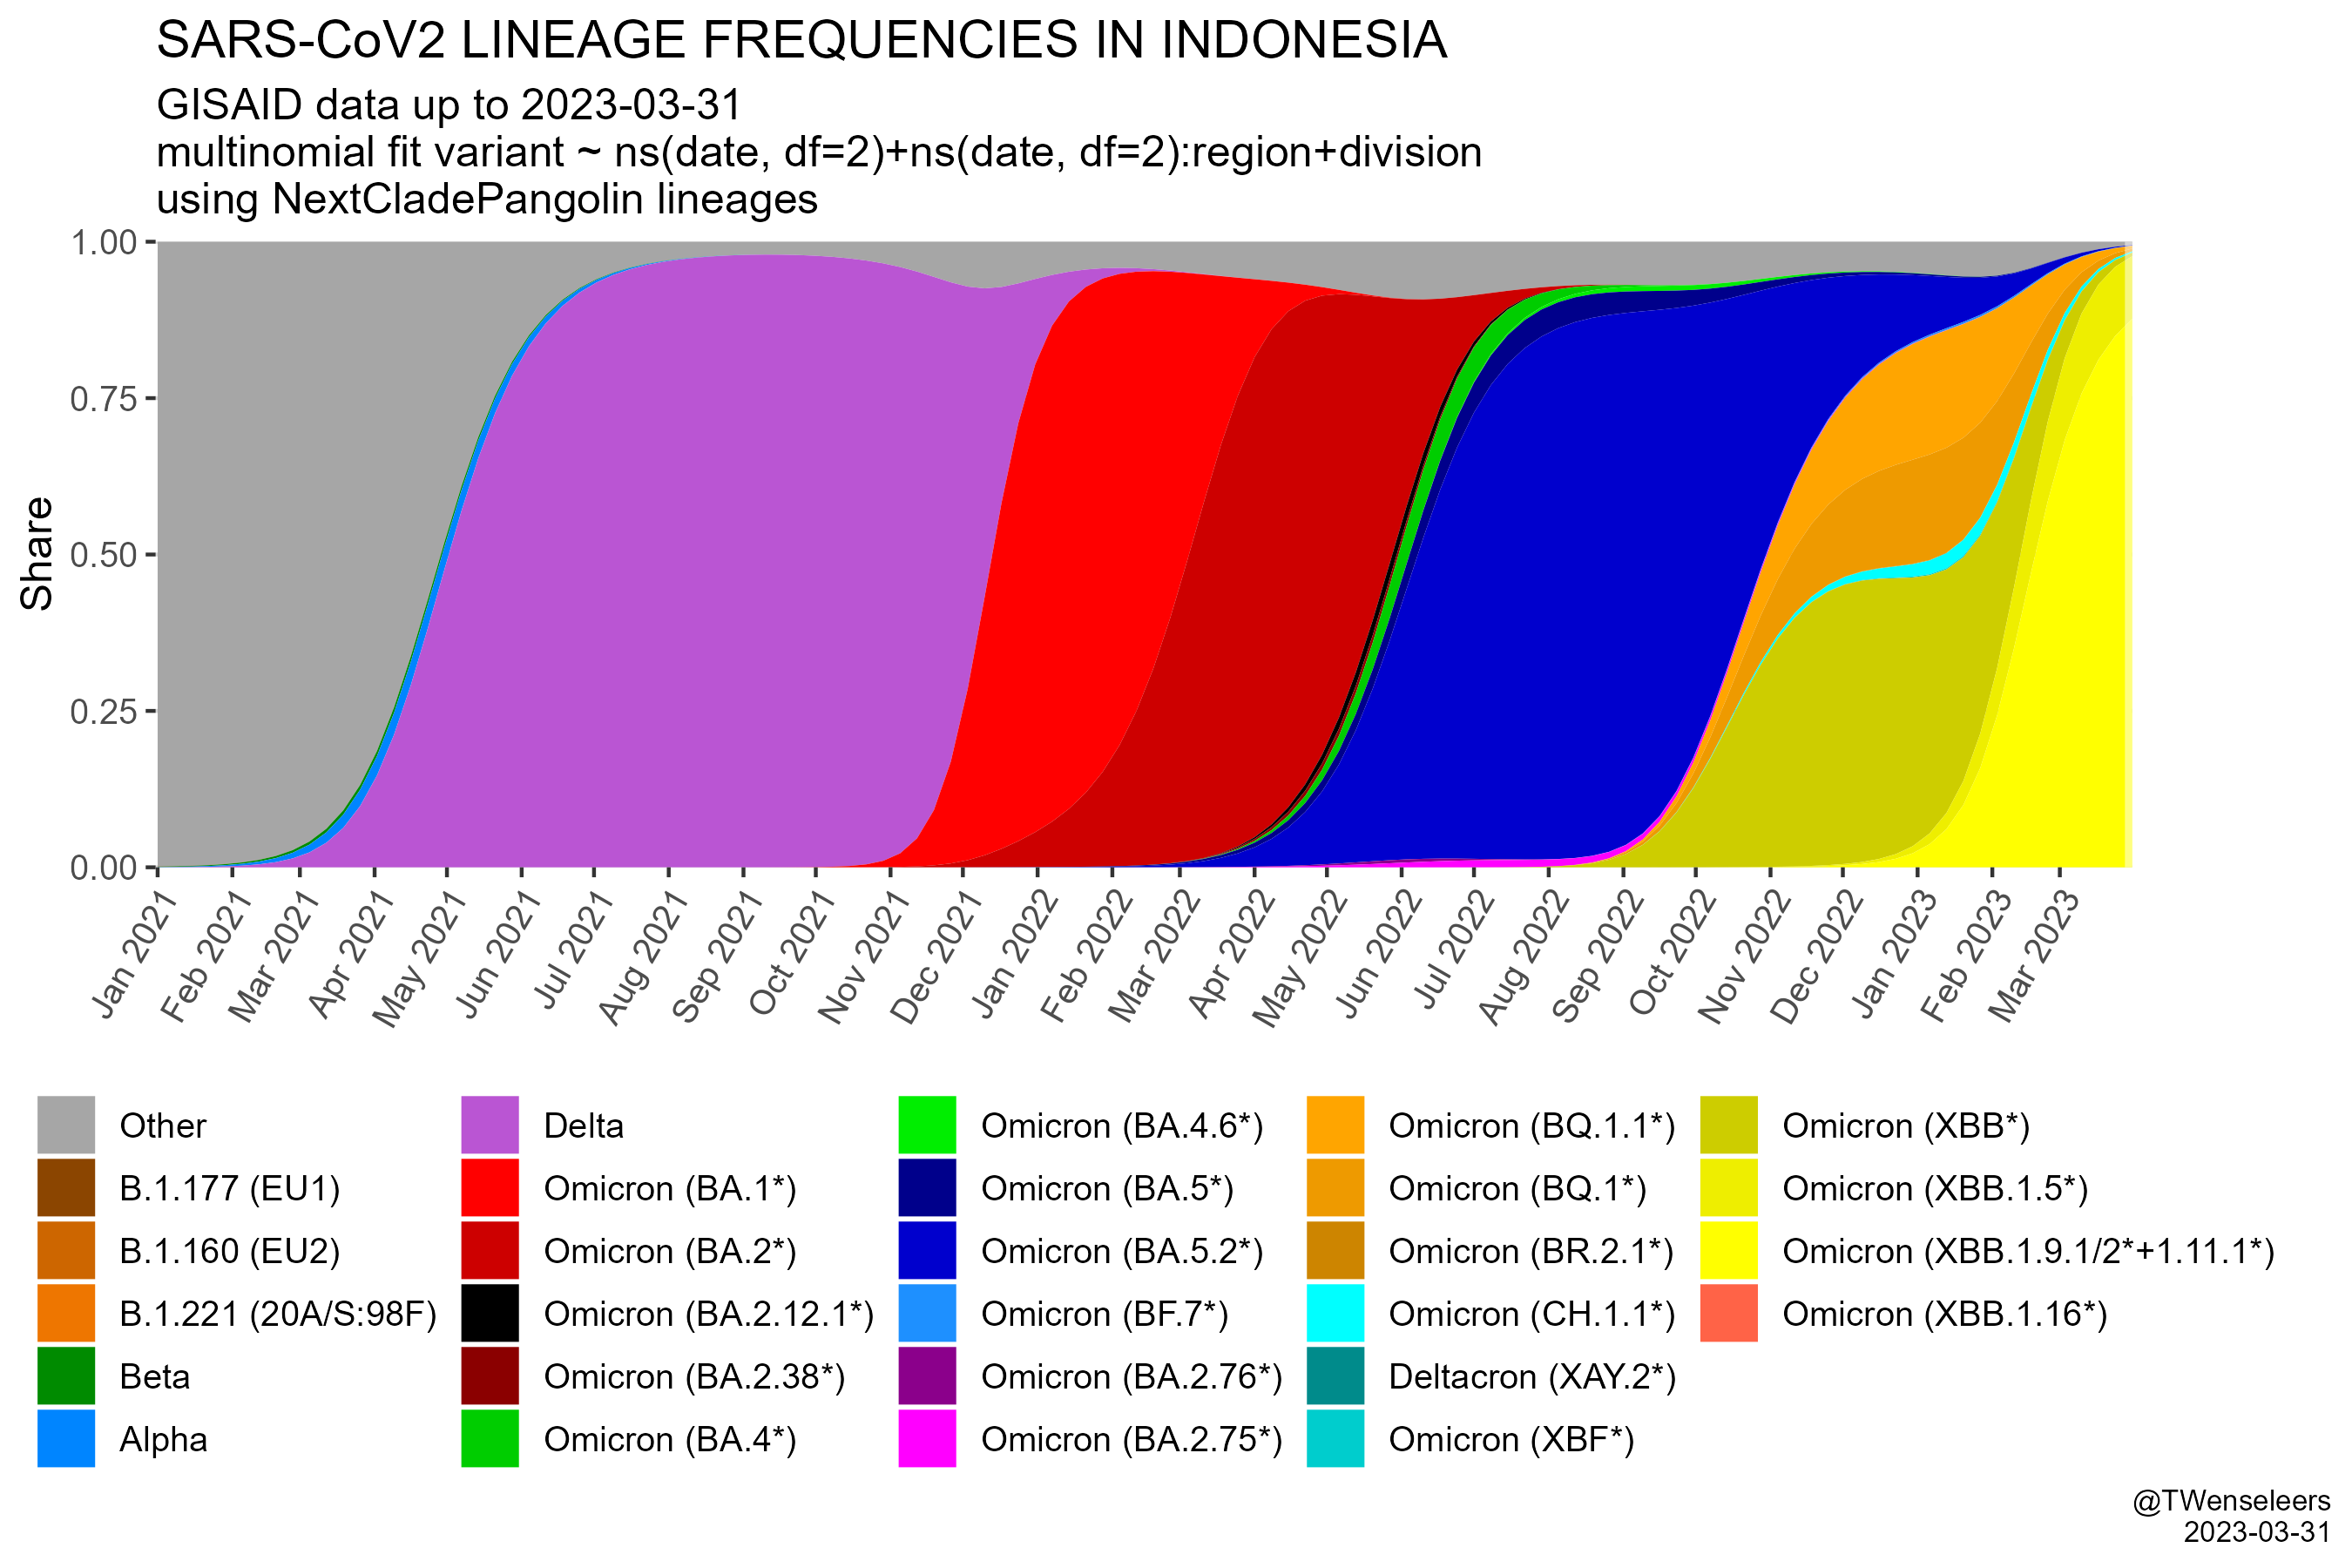 SARS-CoV2 LINEAGE FREQUENCIES IN INDONESIA
GISAID data up to 2023-03-31
multinomial fit variant ~ ns(date, df=2)+ns(date, df=2):region+division
using NextCladePangolin lineages
Share
1.00
0.75
0.50
0.25
0.00
Jan 2021
Feb 2021
Mar 2021
Apr 2021
May 2021
Jun 2021
Jul 2021
Aug 2021
Sep 2021
Oct 2021
Nov 2021
Dec 2021
Jan 2022
Feb 2022
Mar 2022
Apr 2022
May 2022
Jun 2022
Jul 2022
Aug 2022
Sep 2022
Oct 2022
Nov 2022
Dec 2022
Jan 2023
Feb 2023
Mar 2023
Other
B.1.177 (EU1)
B.1.160 (EU2)
B.1.221 (20A/S:98F)
Beta
Alpha
Delta
Omicron (BA.1*)
Omicron (BA.2*)
Omicron (BA.2.12.1*)
Omicron (BA.2.38*)
Omicron (BA.4*)
Omicron (BA.4.6*)
Omicron (BA.5*)
Omicron (BA.5.2*)
Omicron (BF.7*)
Omicron (BA.2.76*)
Omicron (BA.2.75*)
Omicron (BQ.1.1*)
Omicron (BQ.1*)
Omicron (BR.2.1*)
Omicron (CH.1.1*)
Deltacron (XAY.2*)
Omicron (XBF*)
Omicron (XBB*)
Omicron (XBB.1.5*)
Omicron (XBB.1.9.1/2*+1.11.1*)
Omicron (XBB.1.16*)
@TWenseleers
2023-03-31